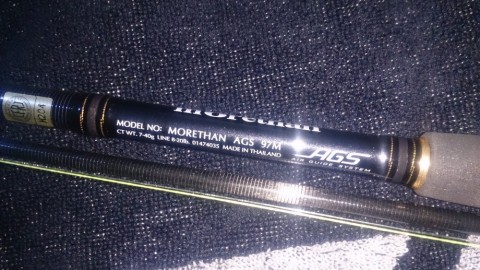 morethan
MODEL NO: MORETHAN AGS 97M
CT WT. 7-40g LINE 8-20lb. 01474035 MADE IN THAILAND
AGS
AIR GUIDE SYSTEM